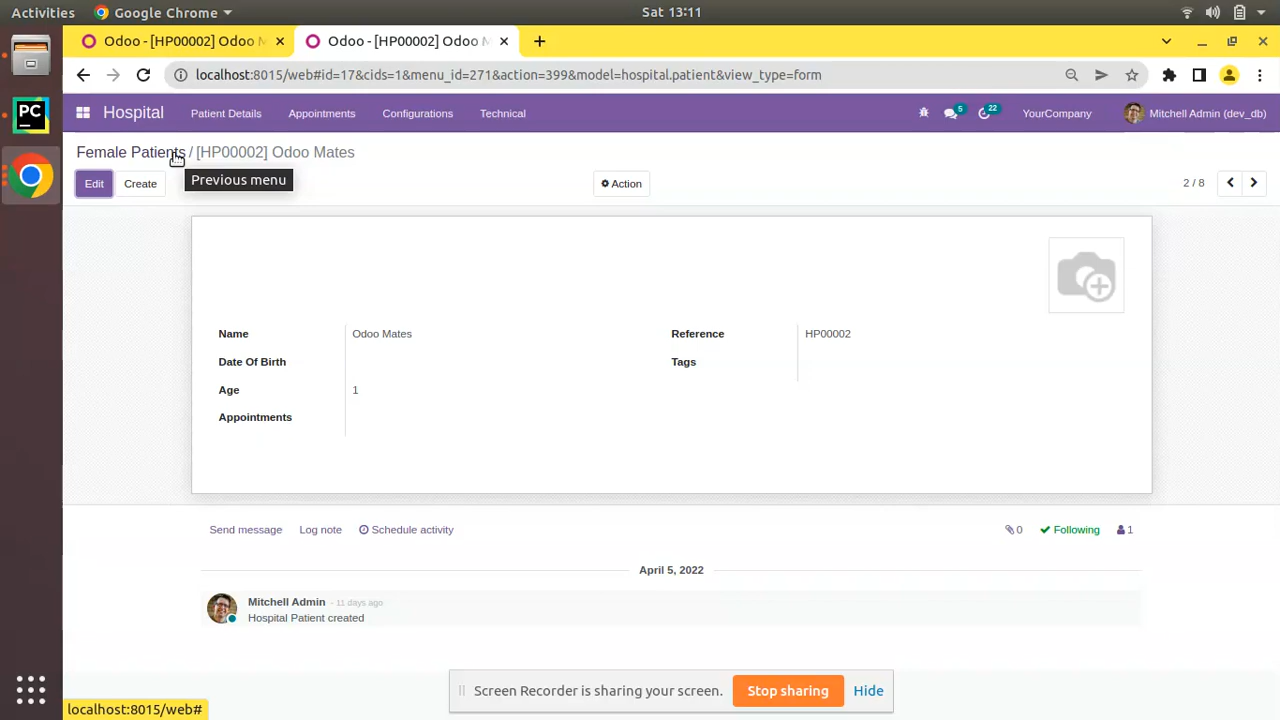 Activities Google Chrome Sat 13:11
Odoo - [HP00002] Odoo M Odoo - [HP00002] Odoo M
localhost:8015/web#id=17&cids=1&menu_id=271&action=399&model=hospital.patient&view_type=form
Hospital Patient Details Appointments Configurations Technical 5 22 YourCompany Mitchell Admin (dev_db)
Female Patients / [HP00002] Odoo Mates
Edit Create Previous menu Action 2 / 8
Name Odoo Mates Reference HP00002
Date Of Birth Tags
Age 1
Appointments
Send message Log note Schedule activity 0 Following 1
April 5, 2022
Mitchell Admin - 11 days ago
Hospital Patient created
Screen Recorder is sharing your screen. Stop sharing Hide
localhost:8015/web#
PC